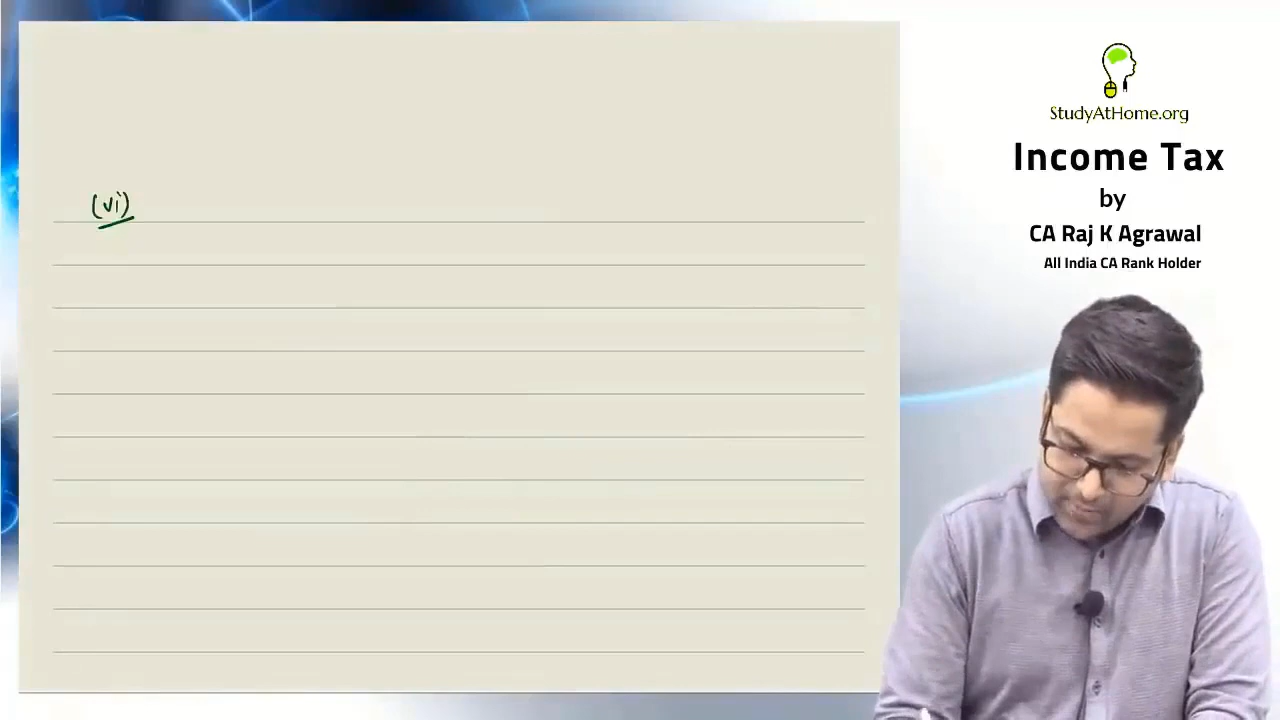 (vi)
StudyAtHome.org
Income Tax
by
CA Raj K Agrawal
All India CA Rank Holder